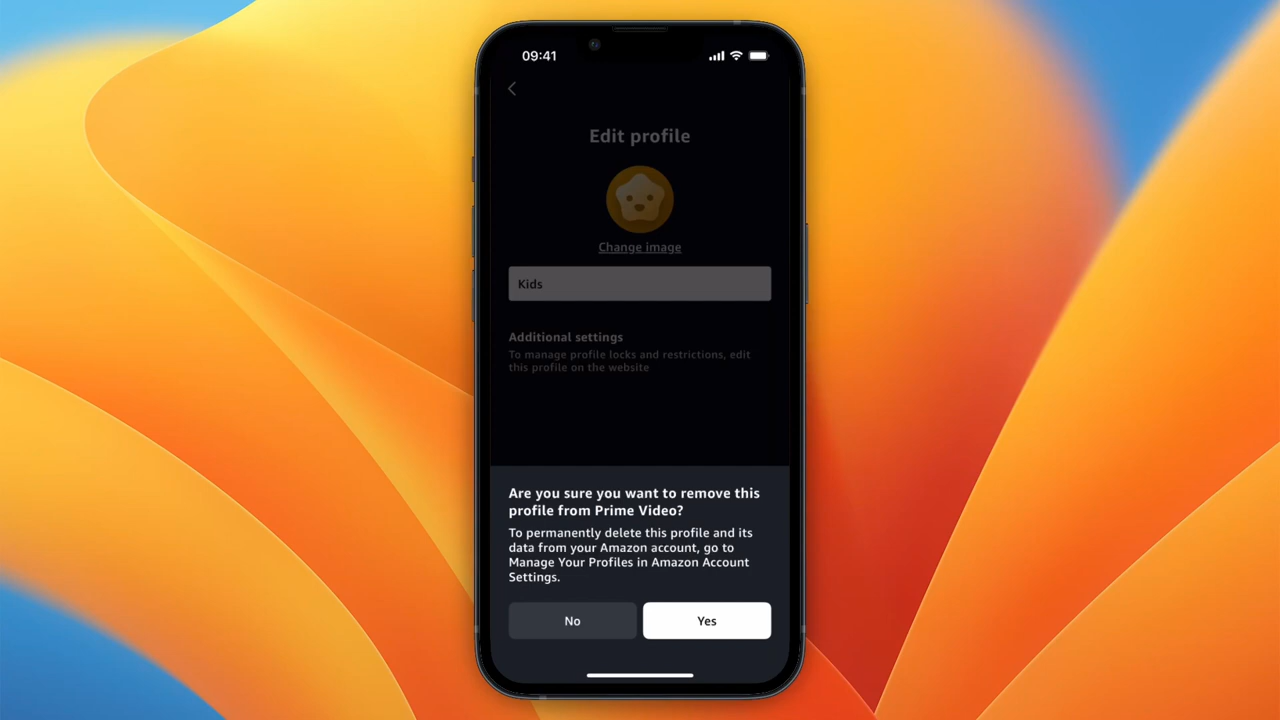 09:41
Edit profile
Change image
Kids
Additional settings
To manage profile locks and restrictions, edit
this profile on the website
Are you sure you want to remove this
profile from Prime Video?
To permanently delete this profile and its
data from your Amazon account, go to
Manage Your Profiles in Amazon Account
Settings.
No
Yes